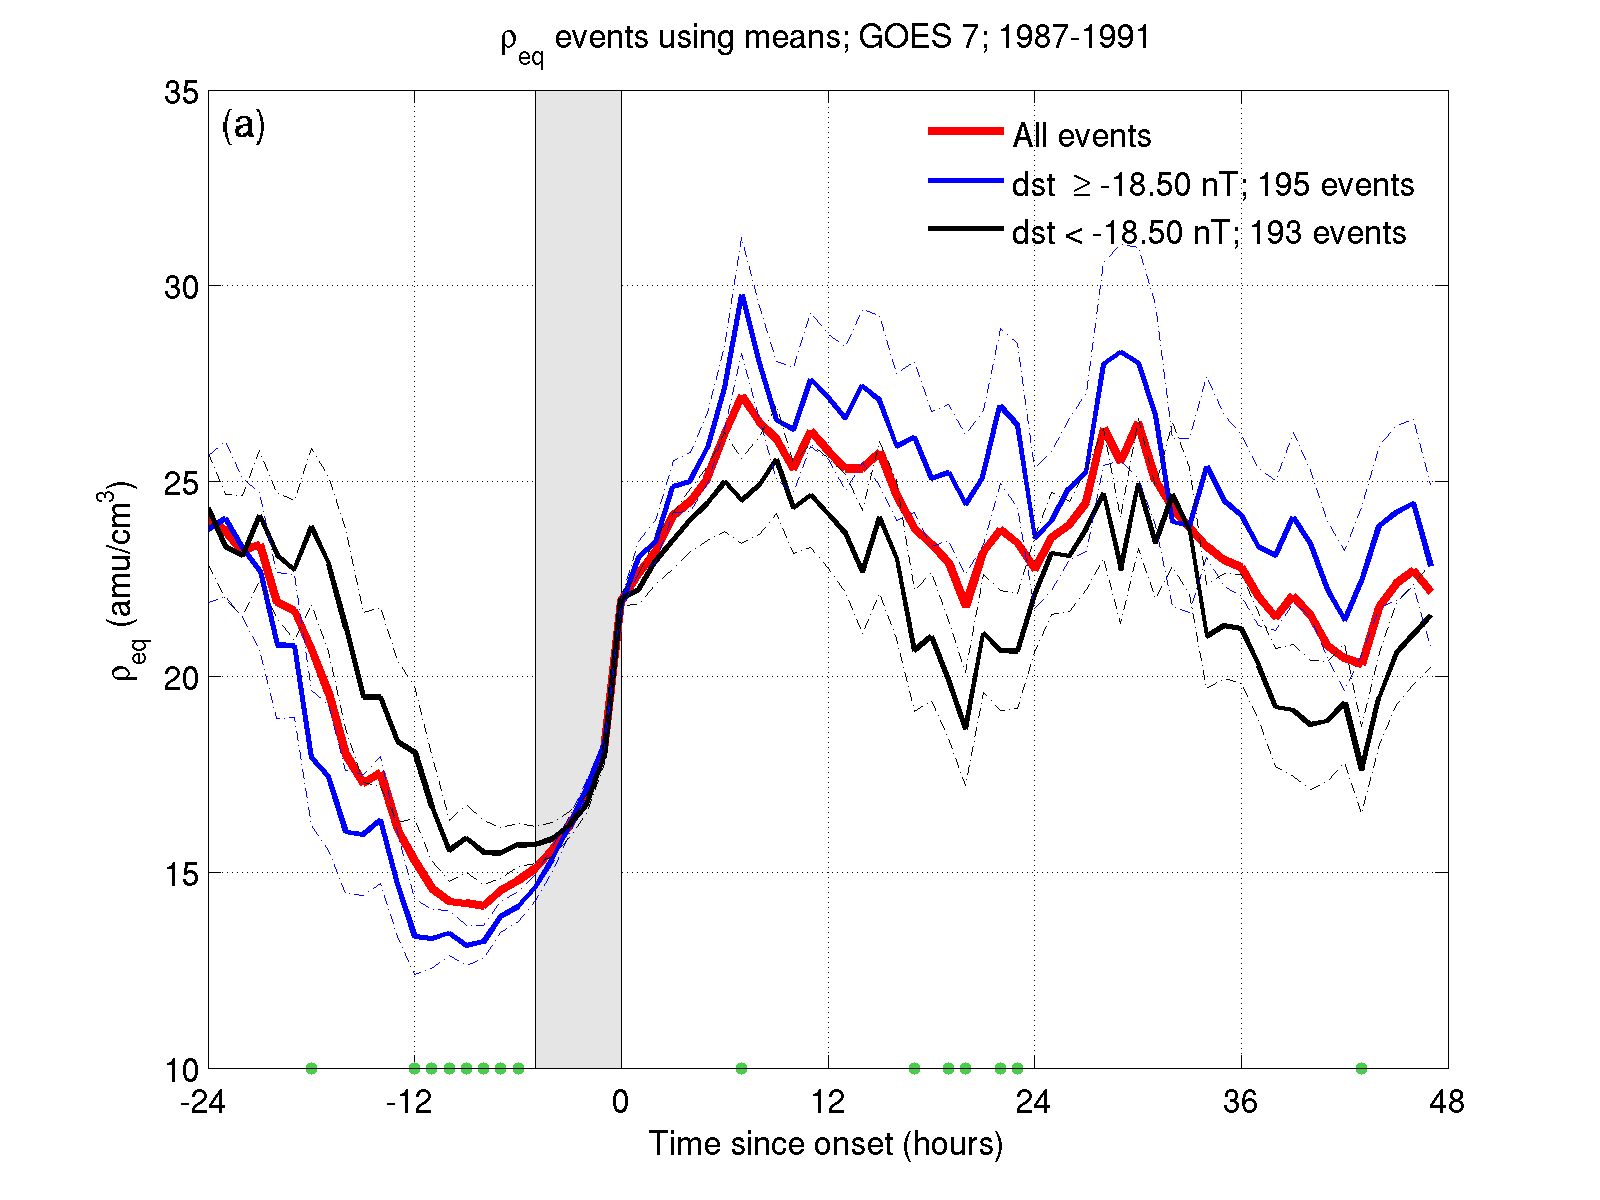 ρeq events using means; GOES 7; 1987-1991
(a)
All events
dst ≥ -18.50 nT; 195 events
dst < -18.50 nT; 193 events
ρeq (amu/cm³)
35
30
25
20
15
10
-24 -12 0 12 24 36 48
Time since onset (hours)